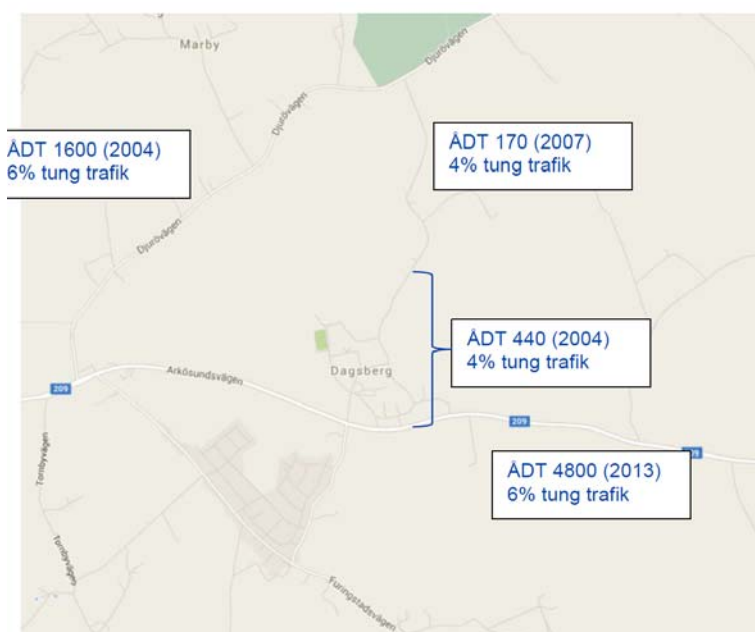 Marby
Djurövägen
Djurövägen
ÅDT 1600 (2004)
6% tung trafik
ÅDT 170 (2007)
4% tung trafik
Djurövägen
ÅDT 440 (2004)
4% tung trafik
Dagsberg
Arkösundsvägen
209
209
209
ÅDT 4800 (2013)
6% tung trafik
Tornbyvägen
Tornbyvägen
Furingstadsvägen